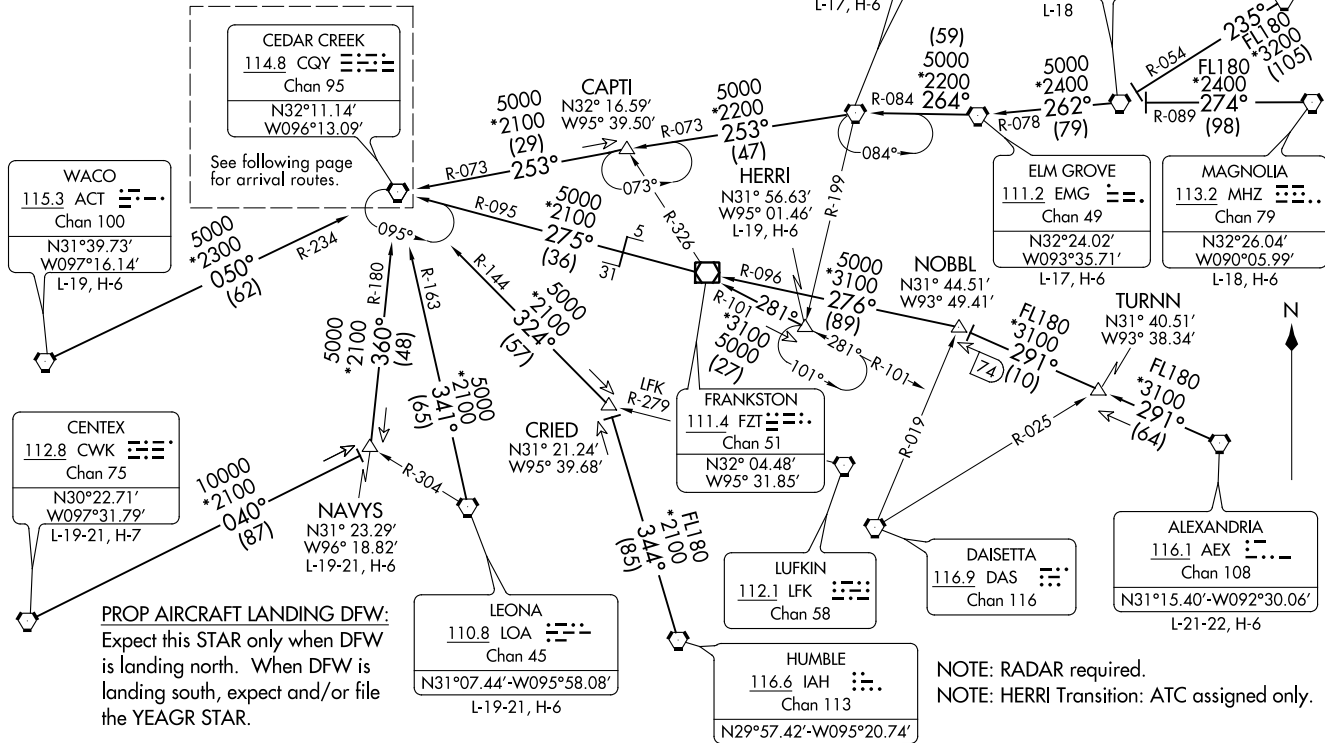 L-17, H-6
L-18
CEDAR CREEK
114.8 CQY
Chan 95
N32°11.14'
W096°13.09'
See following page
for arrival routes.
WACO
115.3 ACT
Chan 100
N31°39.73'
W097°16.14'
L-19, H-6
5000
*2300
050°
(62)
R-234
CENTEX
112.8 CWK
Chan 75
N30°22.71'
W097°31.79'
L-19-21, H-7
10000
*2100
040°
(87)
NAVYS
N31° 23.29'
W96° 18.82'
L-19-21, H-6
R-180
5000
*2100
360°
(48)
R-163
5000
*2100
341°
(65)
R-304
LEONA
110.8 LOA
Chan 45
N31°07.44'-W095°58.08'
L-19-21, H-6
R-144
5000
*2100
324°
(57)
095°
CRIED
N31° 21.24'
W95° 39.68'
LFK
R-279
FL180
*2100
344°
(85)
HUMBLE
116.6 IAH
Chan 113
N29°57.42'-W095°20.74'
R-095
5000
*2100
275°
(36)
5
31
R-073
5000
*2100
(29)
253°
CAPTI
N32° 16.59'
W95° 39.50'
073°
R-326
R-073
5000
*2200
253°
(47)
084°
R-199
R-084
(59)
5000
*2200
264°
R-078
5000
*2400
262°
(79)
R-054
235°
FL180
*3200
(105)
R-089
FL180
*2400
274°
(98)
ELM GROVE
111.2 EMG
Chan 49
N32°24.02'
W093°35.71'
L-17, H-6
MAGNOLIA
113.2 MHZ
Chan 79
N32°26.04'
W090°05.99'
L-18, H-6
HERRI
N31° 56.63'
W95° 01.46'
L-19, H-6
R-101
281°
*3100
5000
(27)
101°
281°
R-101
R-096
5000
*3100
276°
(89)
FRANKSTON
111.4 FZT
Chan 51
N32° 04.48'
W95° 31.85'
NOBBL
N31° 44.51'
W93° 49.41'
74
FL180
*3100
291°
(10)
TURNN
N31° 40.51'
W93° 38.34'
FL180
*3100
291°
(64)
R-019
R-025
LUFKIN
112.1 LFK
Chan 58
DAISETTA
116.9 DAS
Chan 116
ALEXANDRIA
116.1 AEX
Chan 108
N31°15.40'-W092°30.06'
L-21-22, H-6
N
PROP AIRCRAFT LANDING DFW:
Expect this STAR only when DFW
is landing north. When DFW is
landing south, expect and/or file
the YEAGR STAR.
NOTE: RADAR required.
NOTE: HERRI Transition: ATC assigned only.